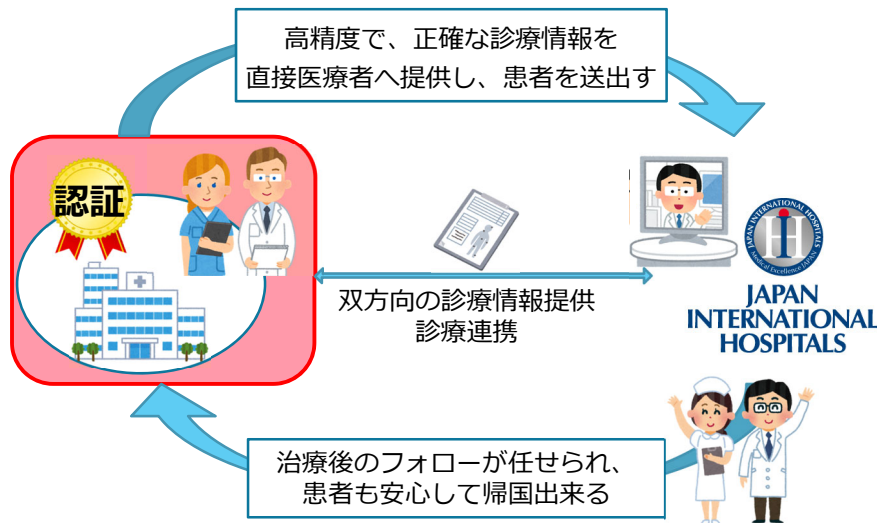 高精度で、正確な診療情報を
直接医療者へ提供し、患者を送出す
認証
双方向の診療情報提供
診療連携
JAPAN INTERNATIONAL HOSPITALS
Medical Excellence JAPAN
JAPAN
INTERNATIONAL
HOSPITALS
治療後のフォローが任せられ、
患者も安心して帰国出来る